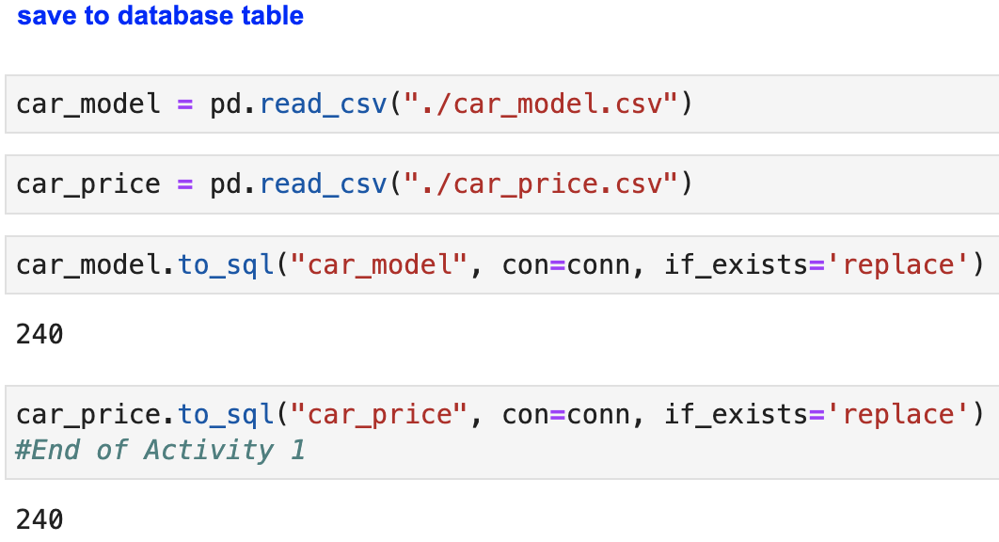 save to database table
car_model = pd.read_csv("./car_model.csv")
car_price = pd.read_csv("./car_price.csv")
car_model.to_sql("car_model", con=conn, if_exists='replace')
240
car_price.to_sql("car_price", con=conn, if_exists='replace')
#End of Activity 1
240